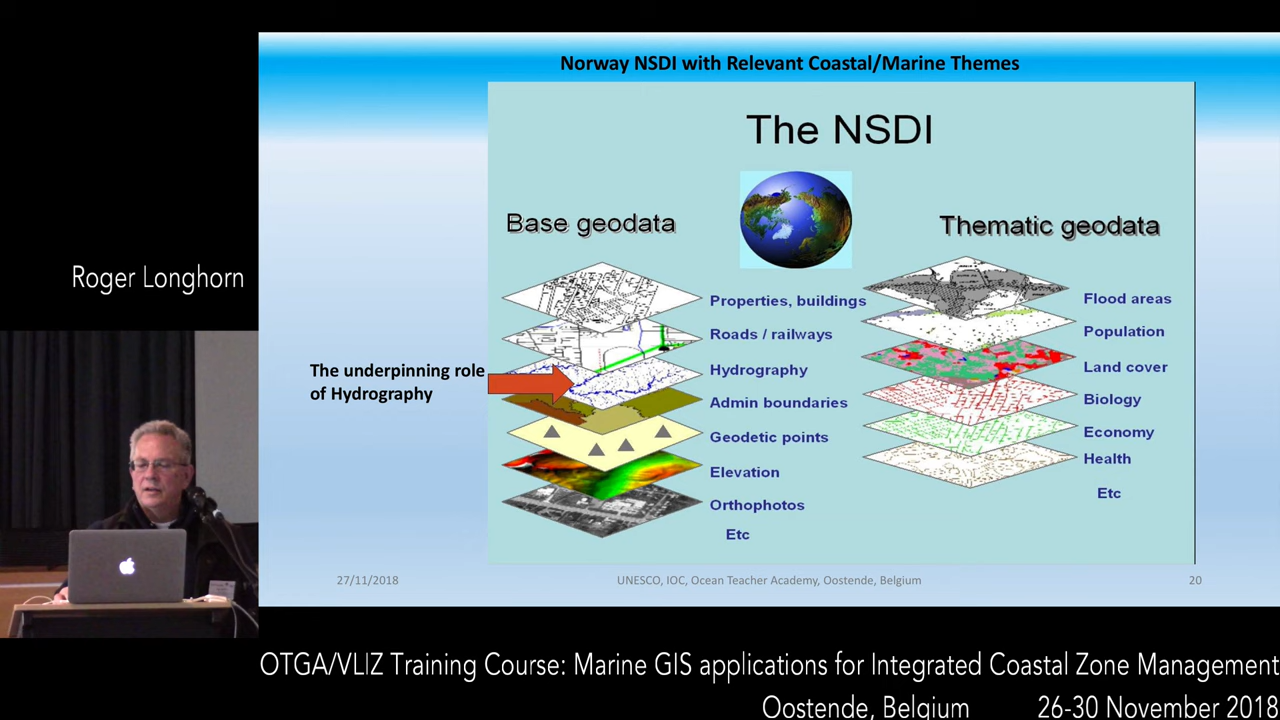 Norway NSDI with Relevant Coastal/Marine Themes
The NSDI
Base geodata
Thematic geodata
Roger Longhorn
Properties, buildings
Roads / railways
Hydrography
Admin boundaries
Geodetic points
Elevation
Orthophotos
Etc
Flood areas
Population
Land cover
Biology
Economy
Health
Etc
The underpinning role
of Hydrography
27/11/2018
UNESCO, IOC, Ocean Teacher Academy, Oostende, Belgium
20
OTGA/VLIZ Training Course: Marine GIS applications for Integrated Coastal Zone Management
Oostende, Belgium
26-30 November 2018